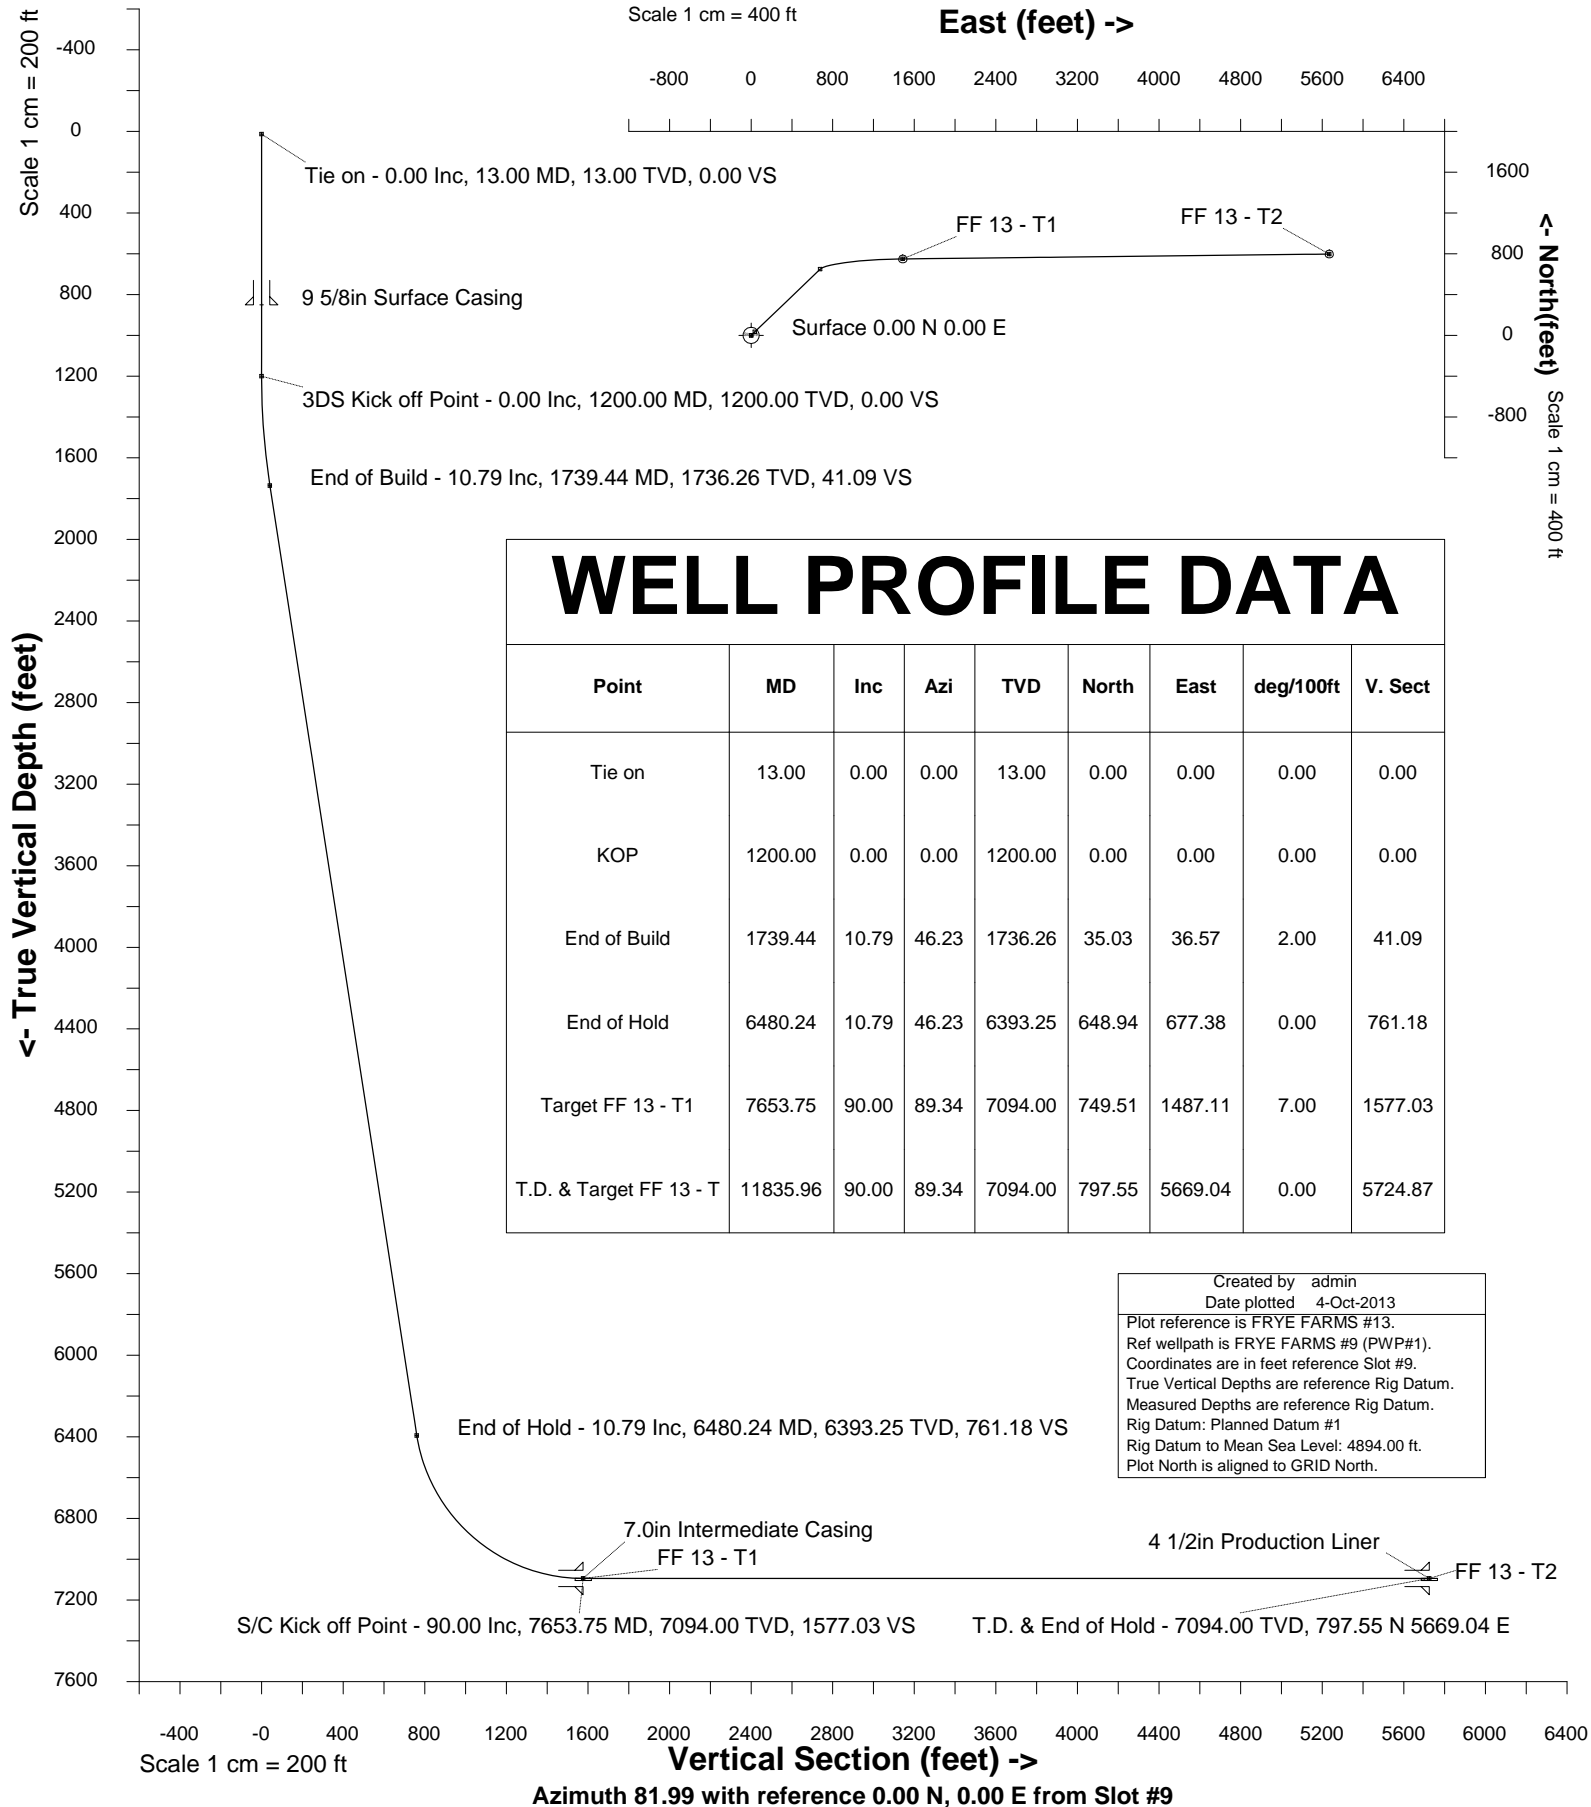 Scale 1 cm = 400 ft
East (feet) ->
-800 0 800 1600 2400 3200 4000 4800 5600 6400
Scale 1 cm = 200 ft
-400
0
400
800
1200
1600
2000
2400
2800
3200
3600
4000
4400
4800
5200
5600
6000
6400
6800
7200
7600
<- True Vertical Depth (feet)
Tie on - 0.00 Inc, 13.00 MD, 13.00 TVD, 0.00 VS
9 5/8in Surface Casing
3DS Kick off Point - 0.00 Inc, 1200.00 MD, 1200.00 TVD, 0.00 VS
End of Build - 10.79 Inc, 1739.44 MD, 1736.26 TVD, 41.09 VS
FF 13 - T1
FF 13 - T2
Surface 0.00 N 0.00 E
1600
800
0
-800
<- North(feet)
Scale 1 cm = 400 ft
WELL PROFILE DATA
Point MD Inc Azi TVD North East deg/100ft V. Sect
Tie on 13.00 0.00 0.00 13.00 0.00 0.00 0.00 0.00
KOP 1200.00 0.00 0.00 1200.00 0.00 0.00 0.00 0.00
End of Build 1739.44 10.79 46.23 1736.26 35.03 36.57 2.00 41.09
End of Hold 6480.24 10.79 46.23 6393.25 648.94 677.38 0.00 761.18
Target FF 13 - T1 7653.75 90.00 89.34 7094.00 749.51 1487.11 7.00 1577.03
T.D. & Target FF 13 - T 11835.96 90.00 89.34 7094.00 797.55 5669.04 0.00 5724.87
Created by admin
Date plotted 4-Oct-2013
Plot reference is FRYE FARMS #13.
Ref wellpath is FRYE FARMS #9 (PWP#1).
Coordinates are in feet reference Slot #9.
True Vertical Depths are reference Rig Datum.
Measured Depths are reference Rig Datum.
Rig Datum: Planned Datum #1
Rig Datum to Mean Sea Level: 4894.00 ft.
Plot North is aligned to GRID North.
End of Hold - 10.79 Inc, 6480.24 MD, 6393.25 TVD, 761.18 VS
7.0in Intermediate Casing
FF 13 - T1
4 1/2in Production Liner
FF 13 - T2
S/C Kick off Point - 90.00 Inc, 7653.75 MD, 7094.00 TVD, 1577.03 VS
T.D. & End of Hold - 7094.00 TVD, 797.55 N 5669.04 E
-400 -0 400 800 1200 1600 2000 2400 2800 3200 3600 4000 4400 4800 5200 5600 6000 6400
Scale 1 cm = 200 ft
Vertical Section (feet) ->
Azimuth 81.99 with reference 0.00 N, 0.00 E from Slot #9